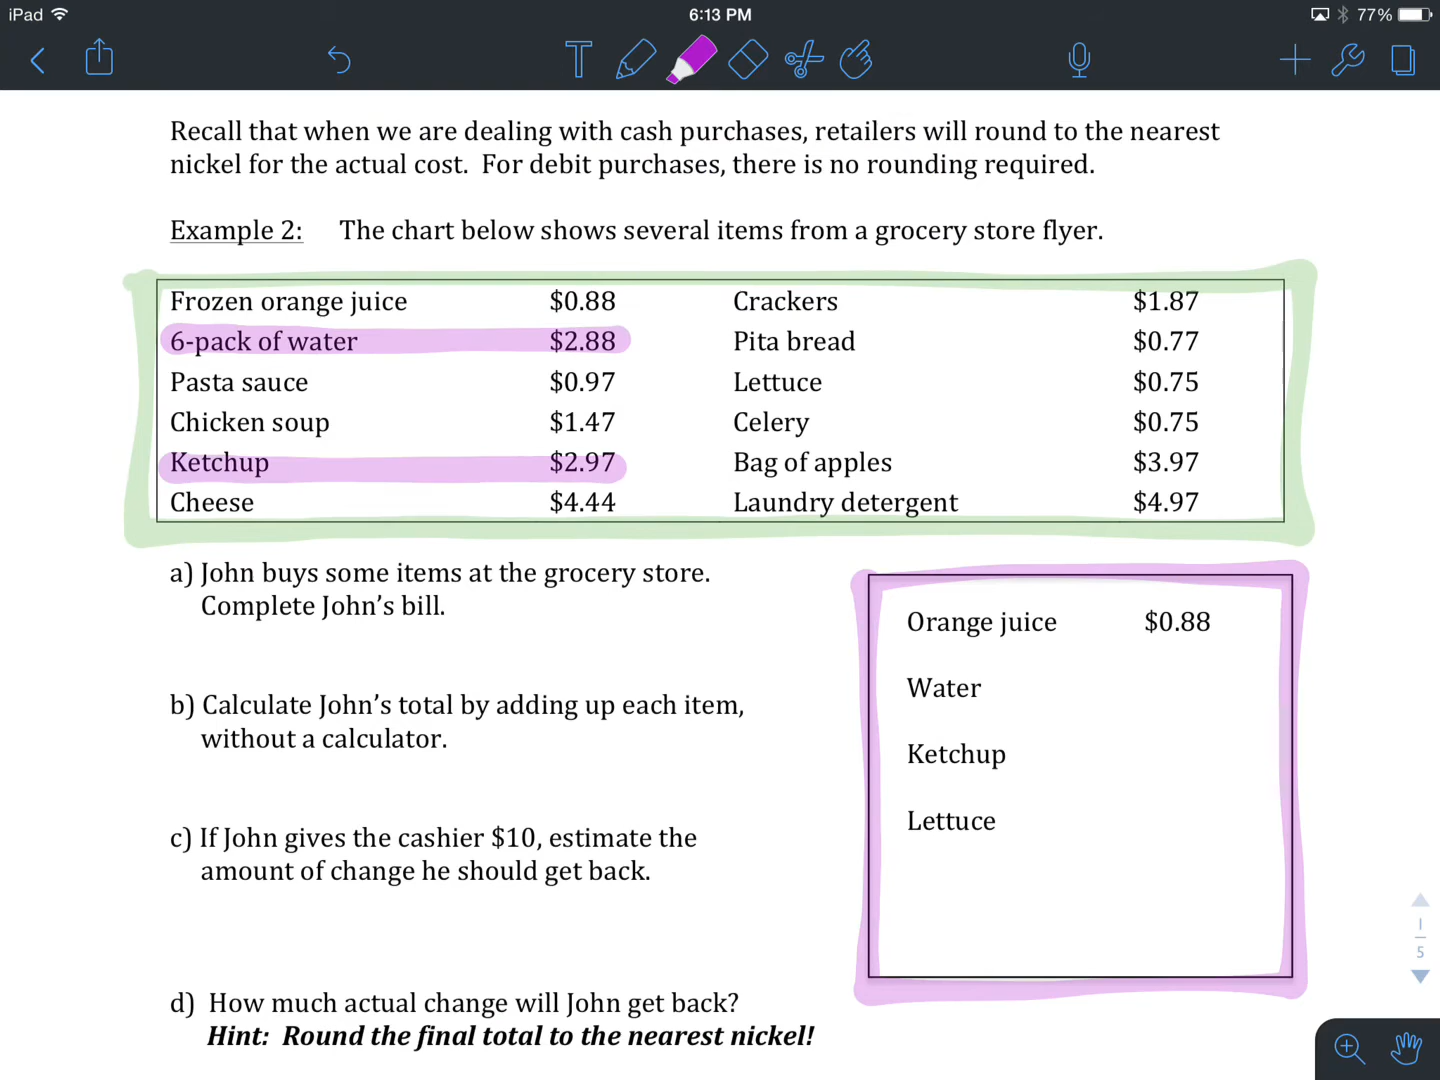 iPad 6:13 PM 77%
T
Recall that when we are dealing with cash purchases, retailers will round to the nearest
nickel for the actual cost. For debit purchases, there is no rounding required.
Example 2: The chart below shows several items from a grocery store flyer.
Frozen orange juice $0.88 Crackers $1.87
6-pack of water $2.88 Pita bread $0.77
Pasta sauce $0.97 Lettuce $0.75
Chicken soup $1.47 Celery $0.75
Ketchup $2.97 Bag of apples $3.97
Cheese $4.44 Laundry detergent $4.97
a) John buys some items at the grocery store.
Complete John’s bill.
b) Calculate John’s total by adding up each item,
without a calculator.
c) If John gives the cashier $10, estimate the
amount of change he should get back.
d) How much actual change will John get back?
Hint: Round the final total to the nearest nickel!
Orange juice $0.88
Water
Ketchup
Lettuce
1
5